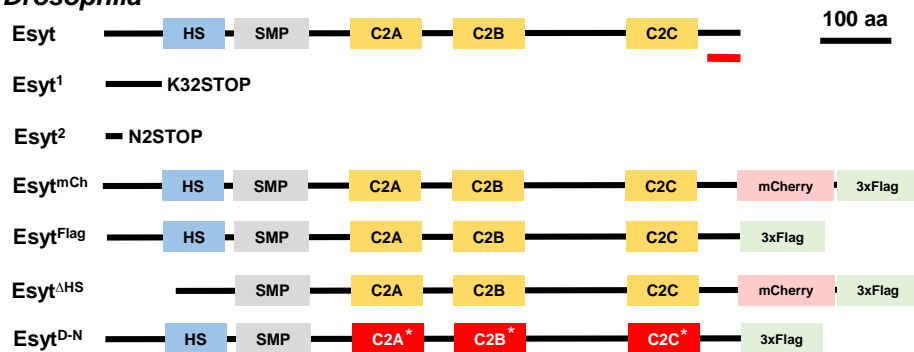 Drosophila
100 aa
Esyt HS SMP C2A C2B C2C
Esyt¹ K32STOP
Esyt² N2STOP
Esytᵐᶜʰ HS SMP C2A C2B C2C mCherry 3xFlag
Esytᶠˡᵃᵍ HS SMP C2A C2B C2C 3xFlag
EsytΔHS SMP C2A C2B C2C mCherry 3xFlag
Esytᴰ⁻ᴺ HS SMP C2A* C2B* C2C* 3xFlag